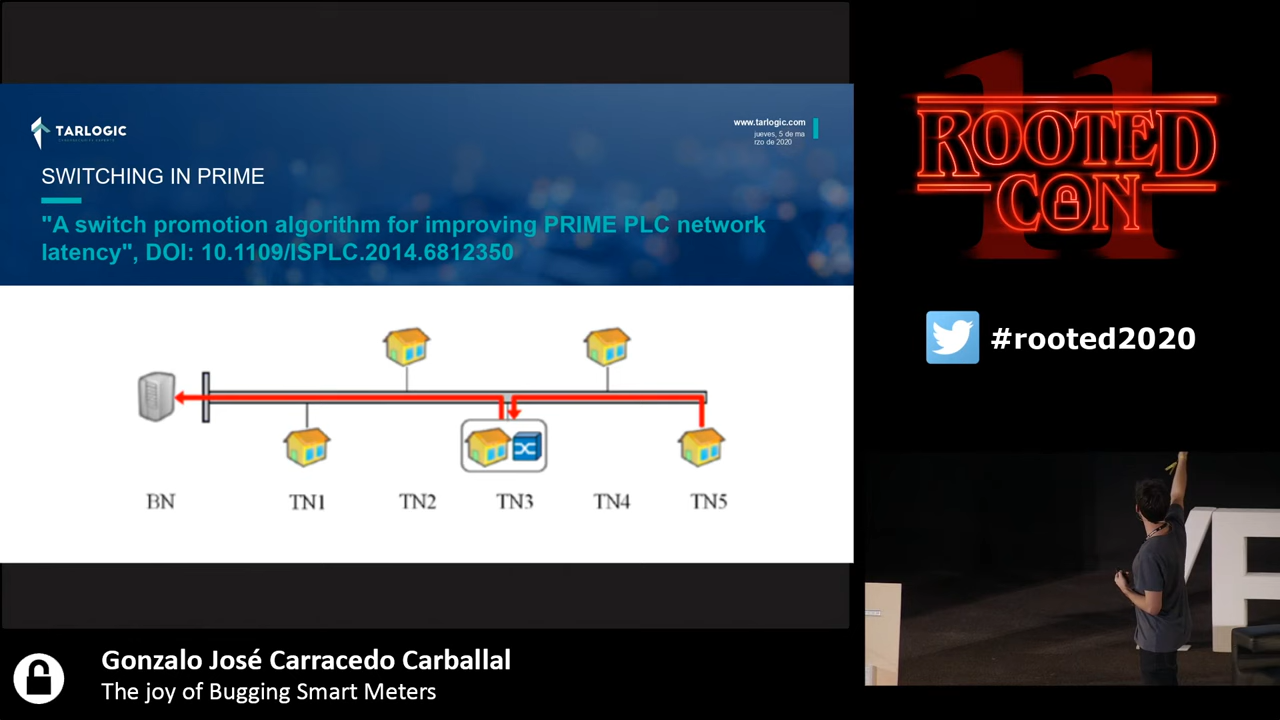 TARLOGIC
www.tarlogic.com
jueves, 5 de ma
rzo de 2020
SWITCHING IN PRIME
"A switch promotion algorithm for improving PRIME PLC network
latency", DOI: 10.1109/ISPLC.2014.6812350
BN
TN1
TN2
TN3
TN4
TN5
11
ROOTED
CON
#rooted2020
Gonzalo José Carracedo Carballal
The joy of Bugging Smart Meters